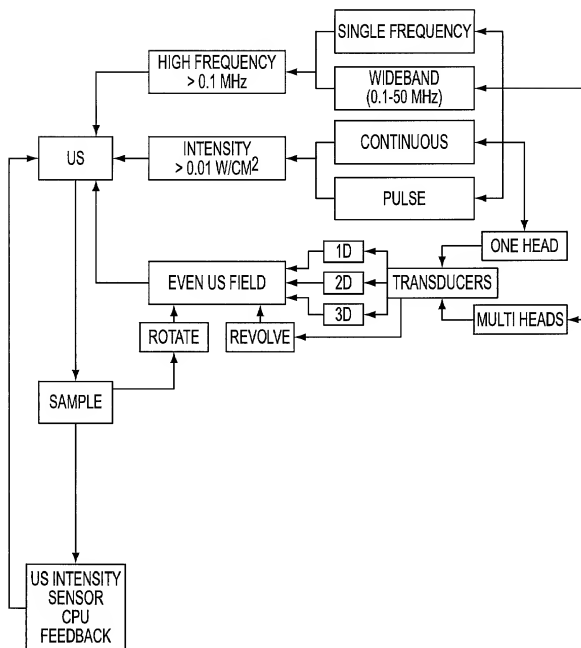 SINGLE FREQUENCY
HIGH FREQUENCY
> 0.1 MHz
WIDEBAND
(0.1-50 MHz)
US
INTENSITY
> 0.01 W/CM2
CONTINUOUS
PULSE
ONE HEAD
1D
EVEN US FIELD
2D
TRANSDUCERS
3D
MULTI HEADS
ROTATE
REVOLVE
SAMPLE
US INTENSITY
SENSOR
CPU
FEEDBACK